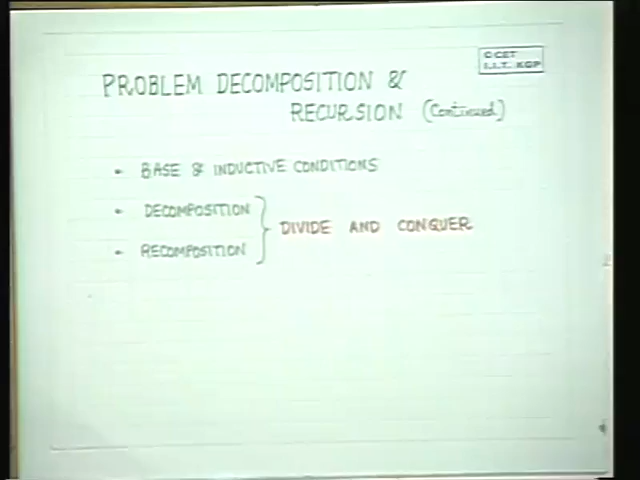 C-CET
I.I.T. KGP
PROBLEM DECOMPOSITION &
RECURSION (Continued)
• BASE & INDUCTIVE CONDITIONS
• DECOMPOSITION
DIVIDE AND CONQUER
• RECOMPOSITION